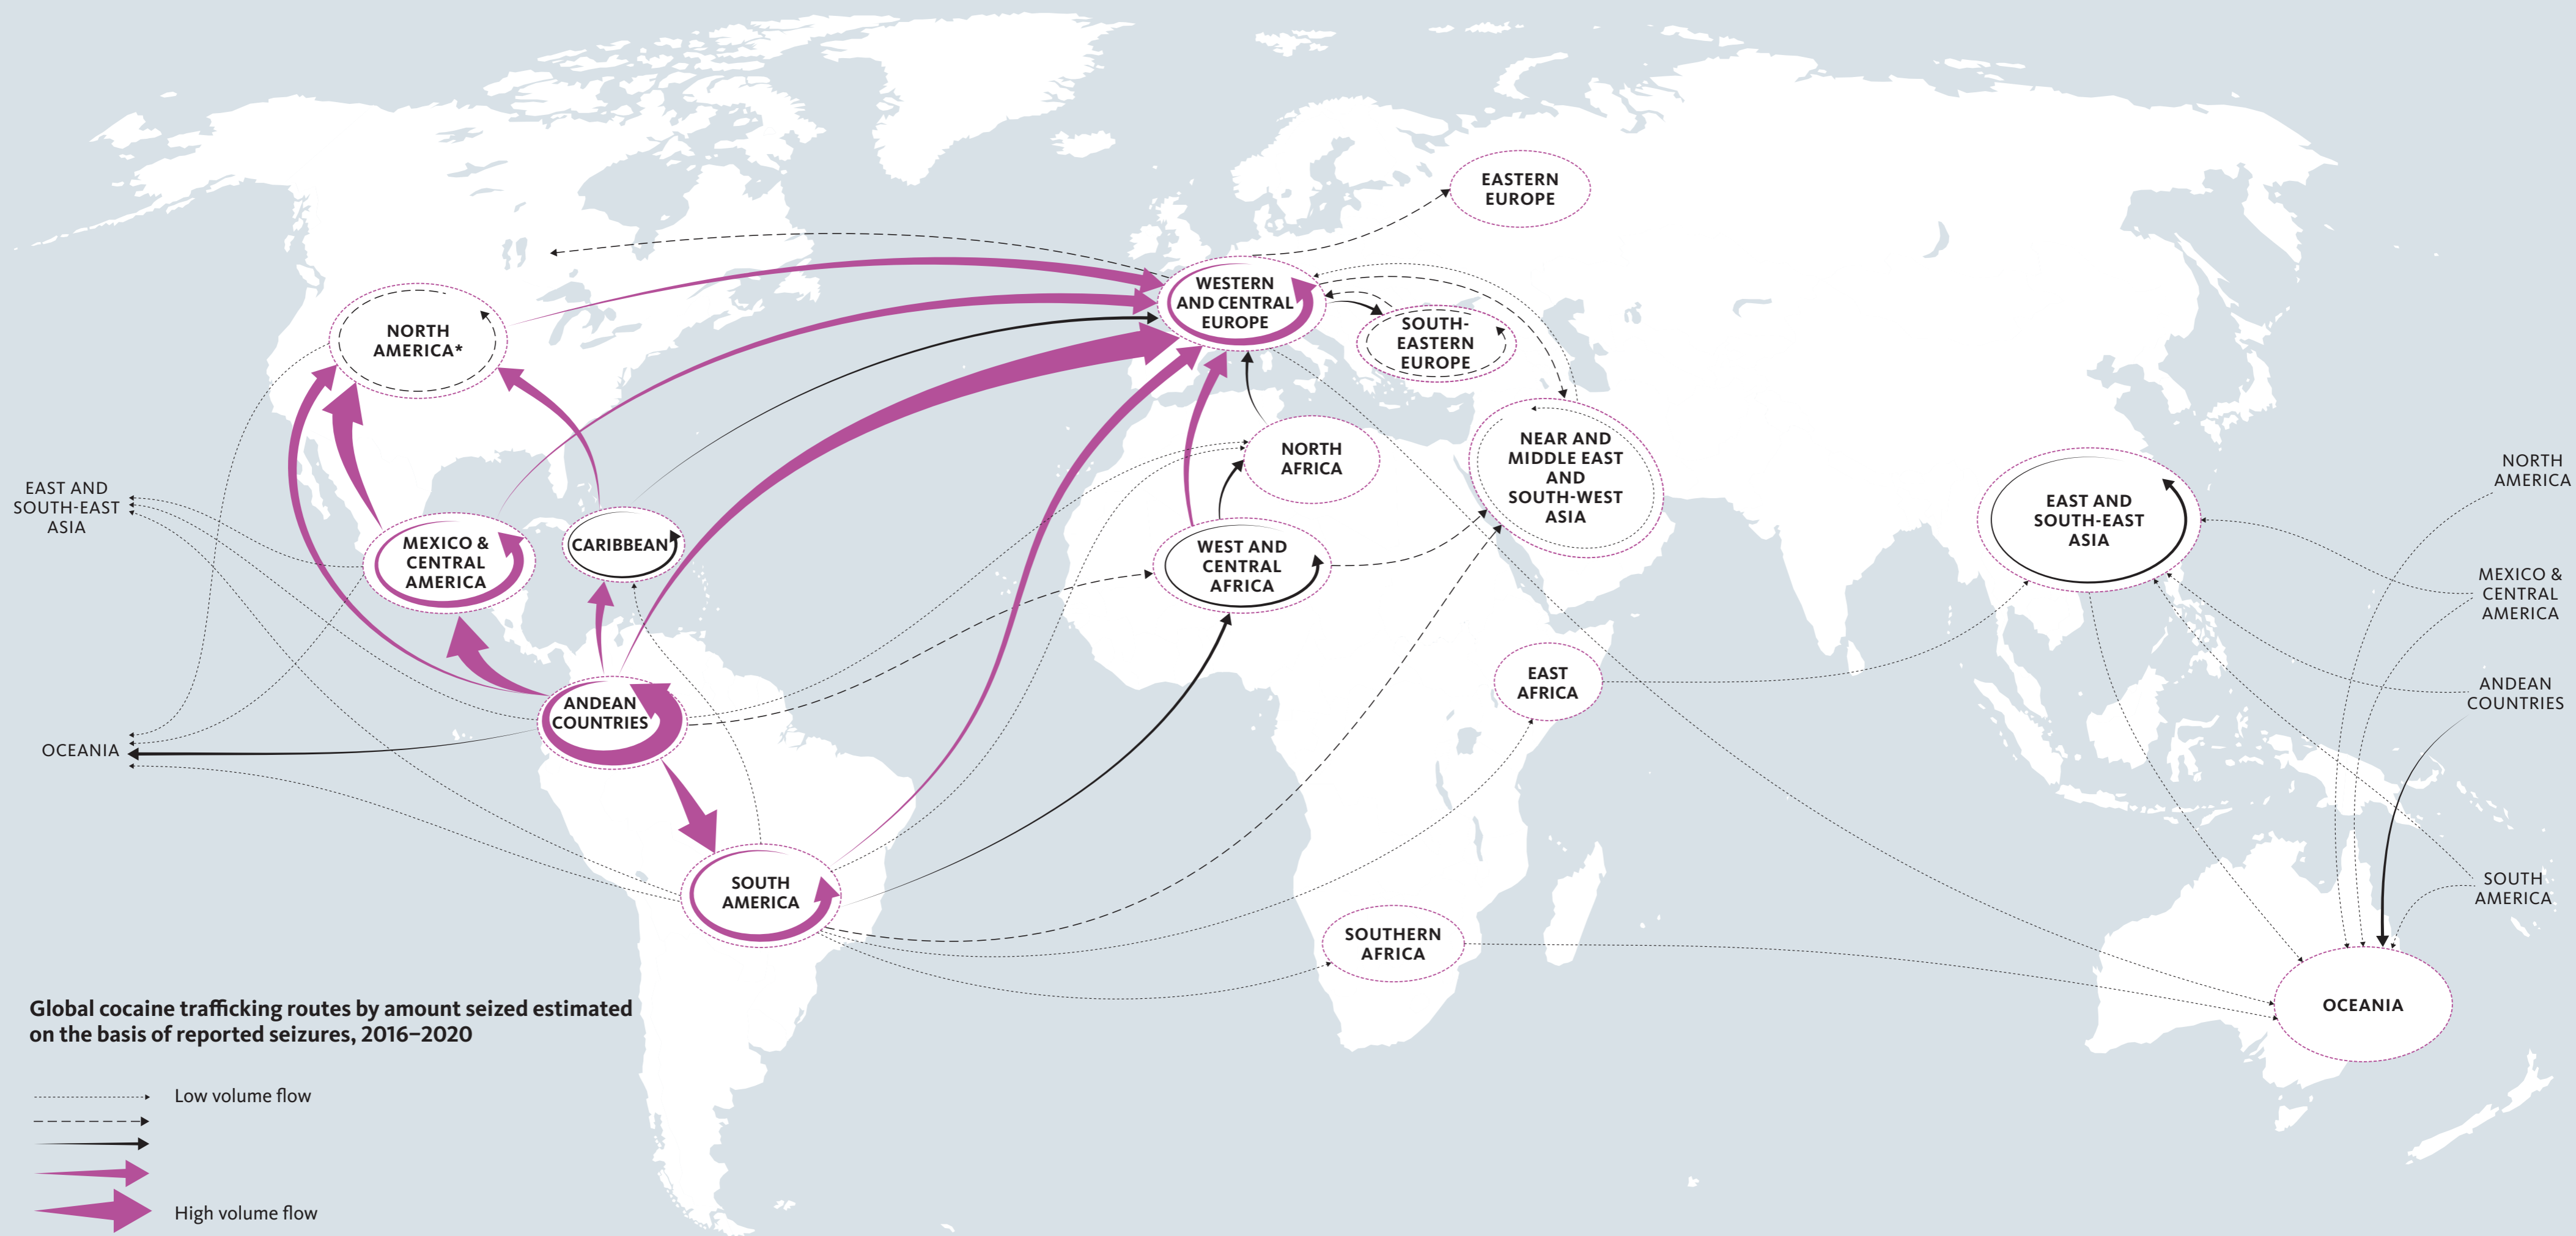 EASTERN
EUROPE
WESTERN
AND CENTRAL
EUROPE
NORTH
AMERICA*
SOUTH-
EASTERN
EUROPE
NORTH
AFRICA
NEAR AND
MIDDLE EAST
AND
SOUTH-WEST
ASIA
NORTH
AMERICA
EAST AND
SOUTH-EAST
ASIA
EAST AND
SOUTH-EAST
ASIA
MEXICO &
CENTRAL
AMERICA
CARIBBEAN
WEST AND
CENTRAL
AFRICA
MEXICO &
CENTRAL
AMERICA
EAST
AFRICA
ANDEAN
COUNTRIES
ANDEAN
COUNTRIES
OCEANIA
SOUTH
AMERICA
SOUTH
AMERICA
SOUTHERN
AFRICA
OCEANIA
Global cocaine trafficking routes by amount seized estimated
on the basis of reported seizures, 2016–2020
Low volume flow
High volume flow